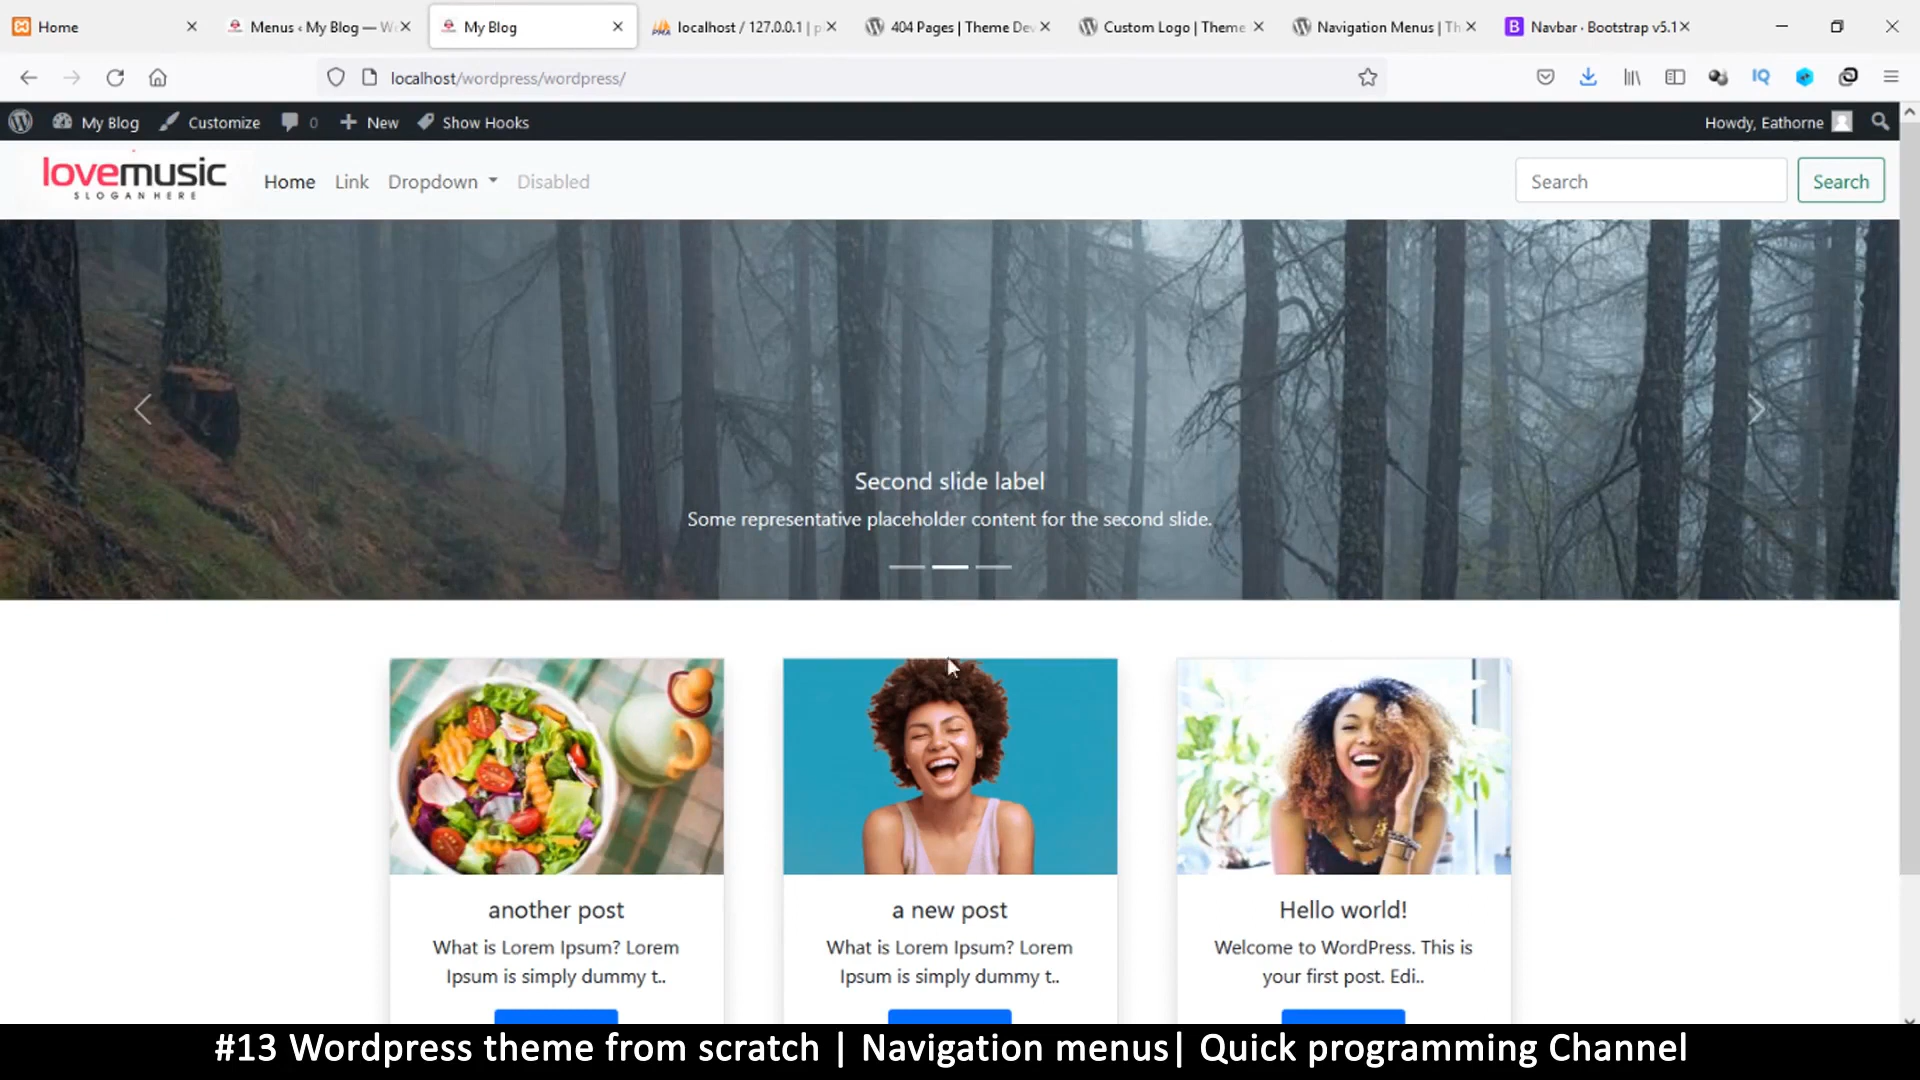 Home
Menus ‹ My Blog — W
My Blog
localhost / 127.0.0.1 | p
404 Pages | Theme De
Custom Logo | Theme
Navigation Menus | Th
Navbar · Bootstrap v5.1
localhost/wordpress/wordpress/
IQ
My Blog
Customize
0
New
Show Hooks
Howdy, Eathorne
lovemusic
SLOGAN HERE
Home
Link
Dropdown
Disabled
Search
Search
Second slide label
Some representative placeholder content for the second slide.
another post
What is Lorem Ipsum? Lorem
Ipsum is simply dummy t..
a new post
What is Lorem Ipsum? Lorem
Ipsum is simply dummy t..
Hello world!
Welcome to WordPress. This is
your first post. Edi..
#13 Wordpress theme from scratch | Navigation menus| Quick programming Channel